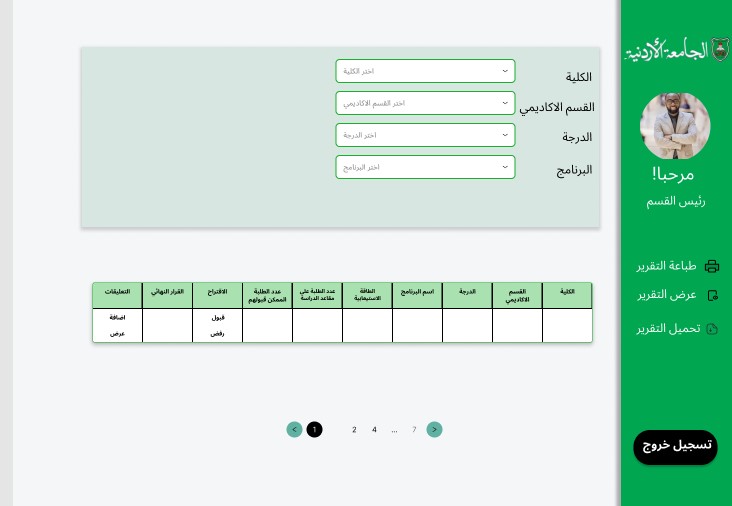 الجامعة الأردنية
مرحبا!
رئيس القسم
طباعة التقرير
عرض التقرير
تحميل التقرير
تسجيل خروج
الكلية
اختر الكلية
القسم الاكاديمي
اختر القسم الاكاديمي
الدرجة
اختر الدرجة
البرنامج
اختر البرنامج
الكلية
القسم
الاكاديمي
الدرجة
اسم البرنامج
الطاقة
الاستيعابية
عدد الطلبة على
مقاعد الدراسة
عدد الطلبة
الممكن قبولهم
الاقتراح
القرار النهائي
التعليقات
قبول
رفض
اضافة
عرض
< 1 2 4 ... 7 >